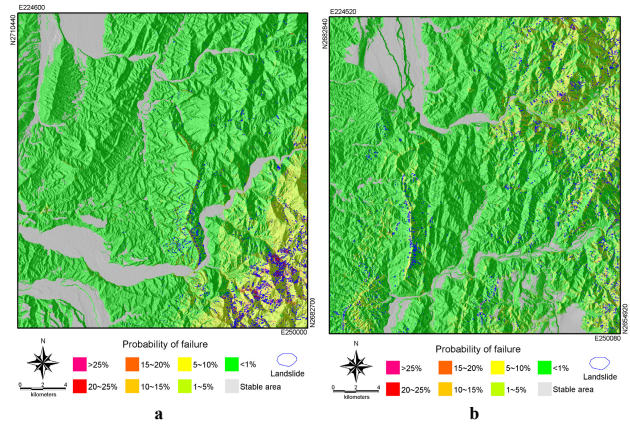 E224600
N2710440
N2682700
E250000
Probability of failure
N
>25%
15~20%
5~10%
<1%
Landslide
20~25%
10~15%
1~5%
Stable area
0 2 4
kilometers
a
E224520
N2682840
N2654920
E250080
Probability of failure
N
>25%
15~20%
5~10%
<1%
Landslide
20~25%
10~15%
1~5%
Stable area
0 2 4
kilometers
b